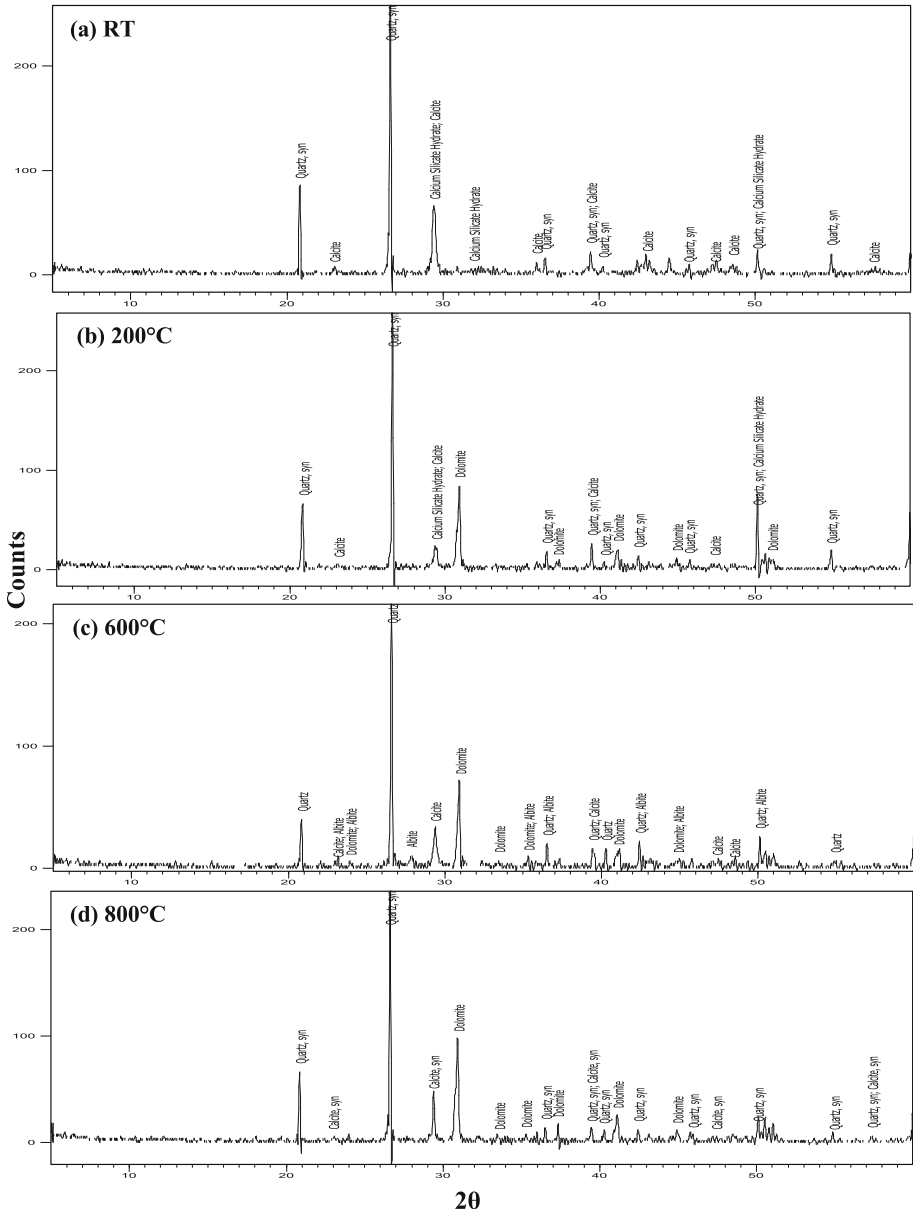 Counts
(a) RT
200
100
0
Quartz, syn
Calcite
Quartz, syn
Calcium Silicate Hydrate; Calcite
Calcium Silicate Hydrate
Calcite
Quartz, syn
Quartz, syn; Calcite
Quartz, syn
Calcite
Quartz, syn
Calcite
Calcite
Quartz, syn; Calcium Silicate Hydrate
Quartz, syn
Calcite
10 20 30 40 50
(b) 200°C
200
100
0
Quartz, syn
Calcite
Quartz, syn
Calcium Silicate Hydrate; Calcite
Dolomite
Quartz, syn
Dolomite
Quartz, syn; Calcite
Quartz, syn
Dolomite
Quartz, syn
Dolomite
Quartz, syn
Calcite
Quartz, syn; Calcium Silicate Hydrate
Dolomite
Quartz, syn
10 20 30 40 50
(c) 600°C
200
100
0
Quartz
Calcite; Albite
Dolomite; Albite
Quartz
Albite
Calcite
Dolomite
Dolomite
Dolomite; Albite
Quartz; Albite
Quartz; Calcite
Quartz
Dolomite
Quartz; Albite
Dolomite; Albite
Calcite
Calcite
Quartz; Albite
Quartz
10 20 30 40 50
(d) 800°C
200
100
0
Quartz, syn
Calcite, syn
Quartz, syn
Calcite, syn
Dolomite
Dolomite
Dolomite
Quartz, syn
Dolomite
Quartz, syn; Calcite, syn
Quartz, syn
Dolomite
Quartz, syn
Dolomite
Quartz, syn
Calcite, syn
Quartz, syn
Quartz, syn
Quartz, syn; Calcite, syn
10 20 30 40 50
2θ